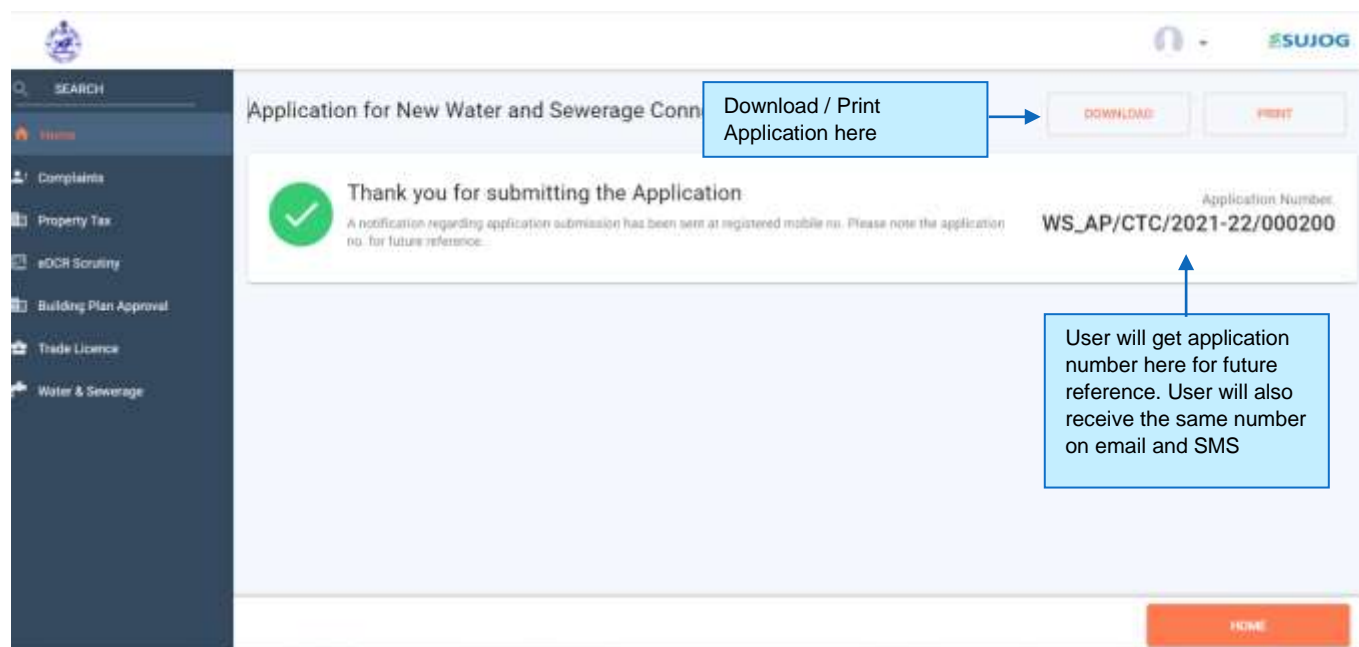 SUJOG
SEARCH
Home
Complaints
Property Tax
eDCR Scrutiny
Building Plan Approval
Trade Licence
Water & Sewerage
Application for New Water and Sewerage
Download / Print
Application here
DOWNLOAD
PRINT
Thank you for submitting the Application
A notification regarding application submission has been sent at registered mobile no. Please note the application
no. for future reference.
Application Number
WS_AP/CTC/2021-22/000200
User will get application
number here for future
reference. User will also
receive the same number
on email and SMS
HOME